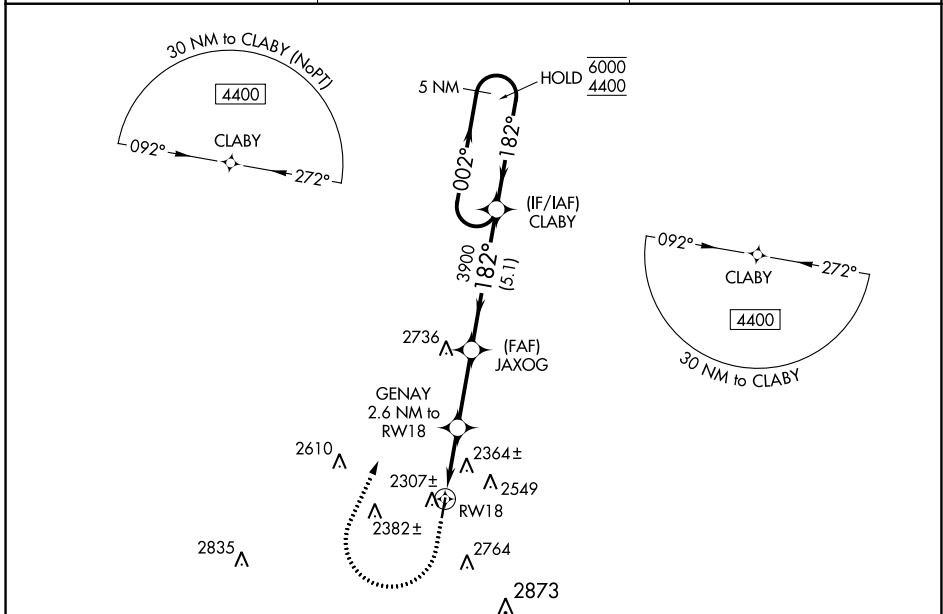 30 NM to CLABY (NoPT)
4400
CLABY
092°
272°
5 NM
HOLD
6000
4400
002°
182°
(IF/IAF)
CLABY
3900
182°
(5.1)
092°
272°
CLABY
4400
30 NM to CLABY
2736
(FAF)
JAXOG
GENAY
2.6 NM to
RW18
2610
2364±
2307±
2549
RW18
2382±
2835
2764
2873